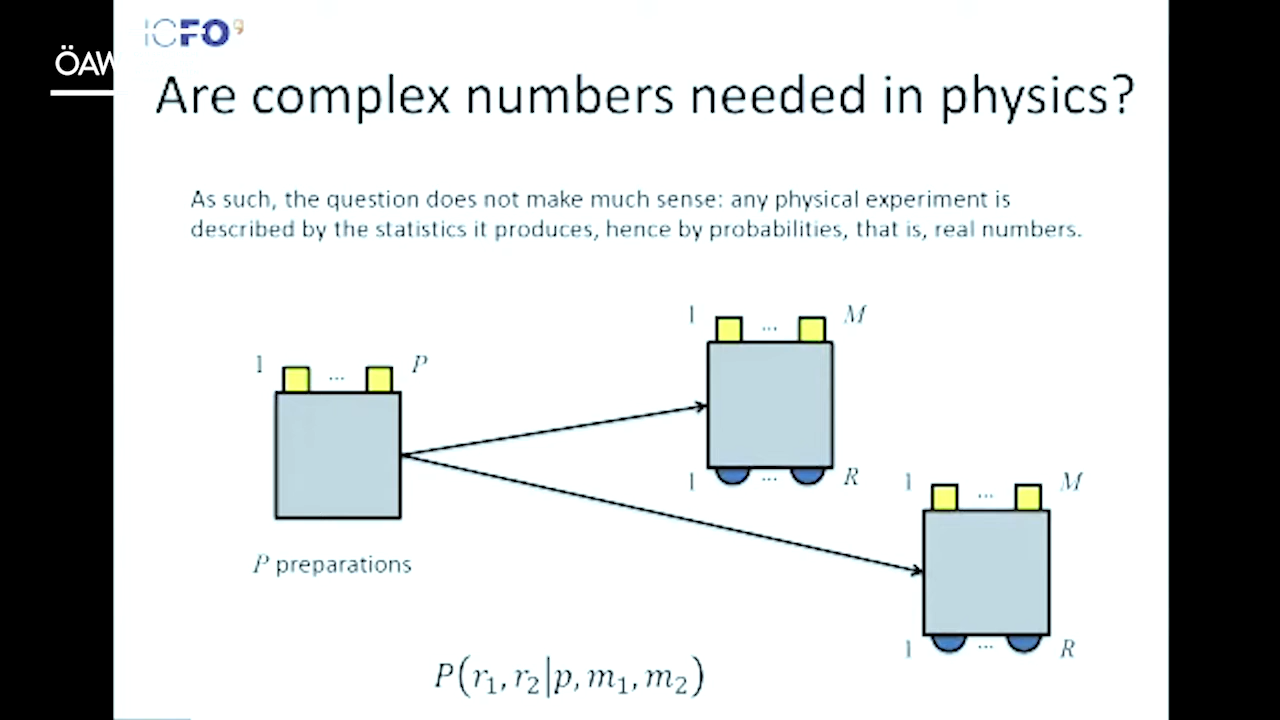 ICFO
ÖAW
Are complex numbers needed in physics?
As such, the question does not make much sense: any physical experiment is
described by the statistics it produces, hence by probabilities, that is, real numbers.
1 ... M
1 ... P
1 ... R
1 ... M
P preparations
1 ... R
P(r₁, r₂|p, m₁, m₂)